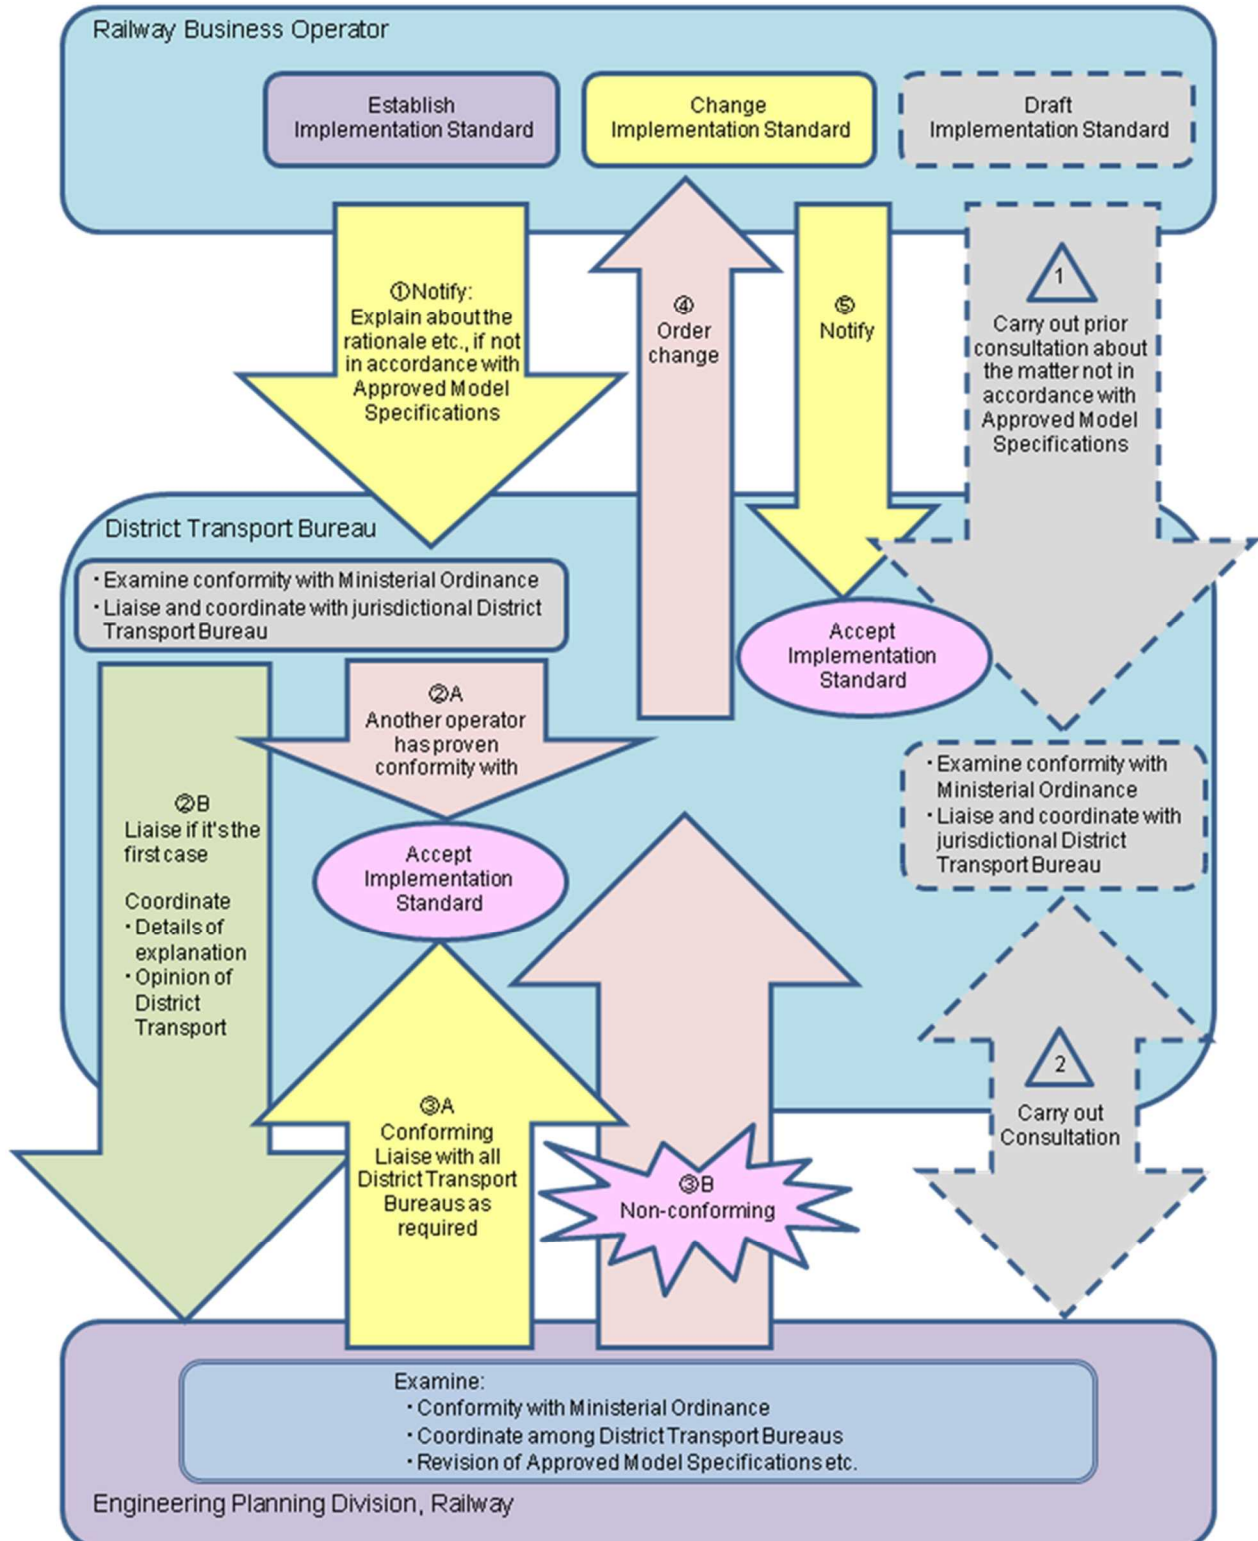 Railway Business Operator
Establish
Implementation Standard
Change
Implementation Standard
Draft
Implementation Standard
①Notify:
Explain about the
rationale etc., if not
in accordance with
Approved Model
Specifications
④
Order
change
⑤
Notify
1
Carry out prior
consultation about
the matter not in
accordance with
Approved Model
Specifications
District Transport Bureau
・Examine conformity with Ministerial Ordinance
・Liaise and coordinate with jurisdictional District
Transport Bureau
Accept
Implementation
Standard
②A
Another operator
has proven
conformity with
②B
Liaise if it's the
first case
Coordinate
・Details of
explanation
・Opinion of
District
Transport
Accept
Implementation
Standard
・Examine conformity with
Ministerial Ordinance
・Liaise and coordinate with
jurisdictional District
Transport Bureau
③A
Conforming
Liaise with all
District Transport
Bureaus as
required
③B
Non-conforming
2
Carry out
Consultation
Examine:
・Conformity with Ministerial Ordinance
・Coordinate among District Transport Bureaus
・Revision of Approved Model Specifications etc.
Engineering Planning Division, Railway